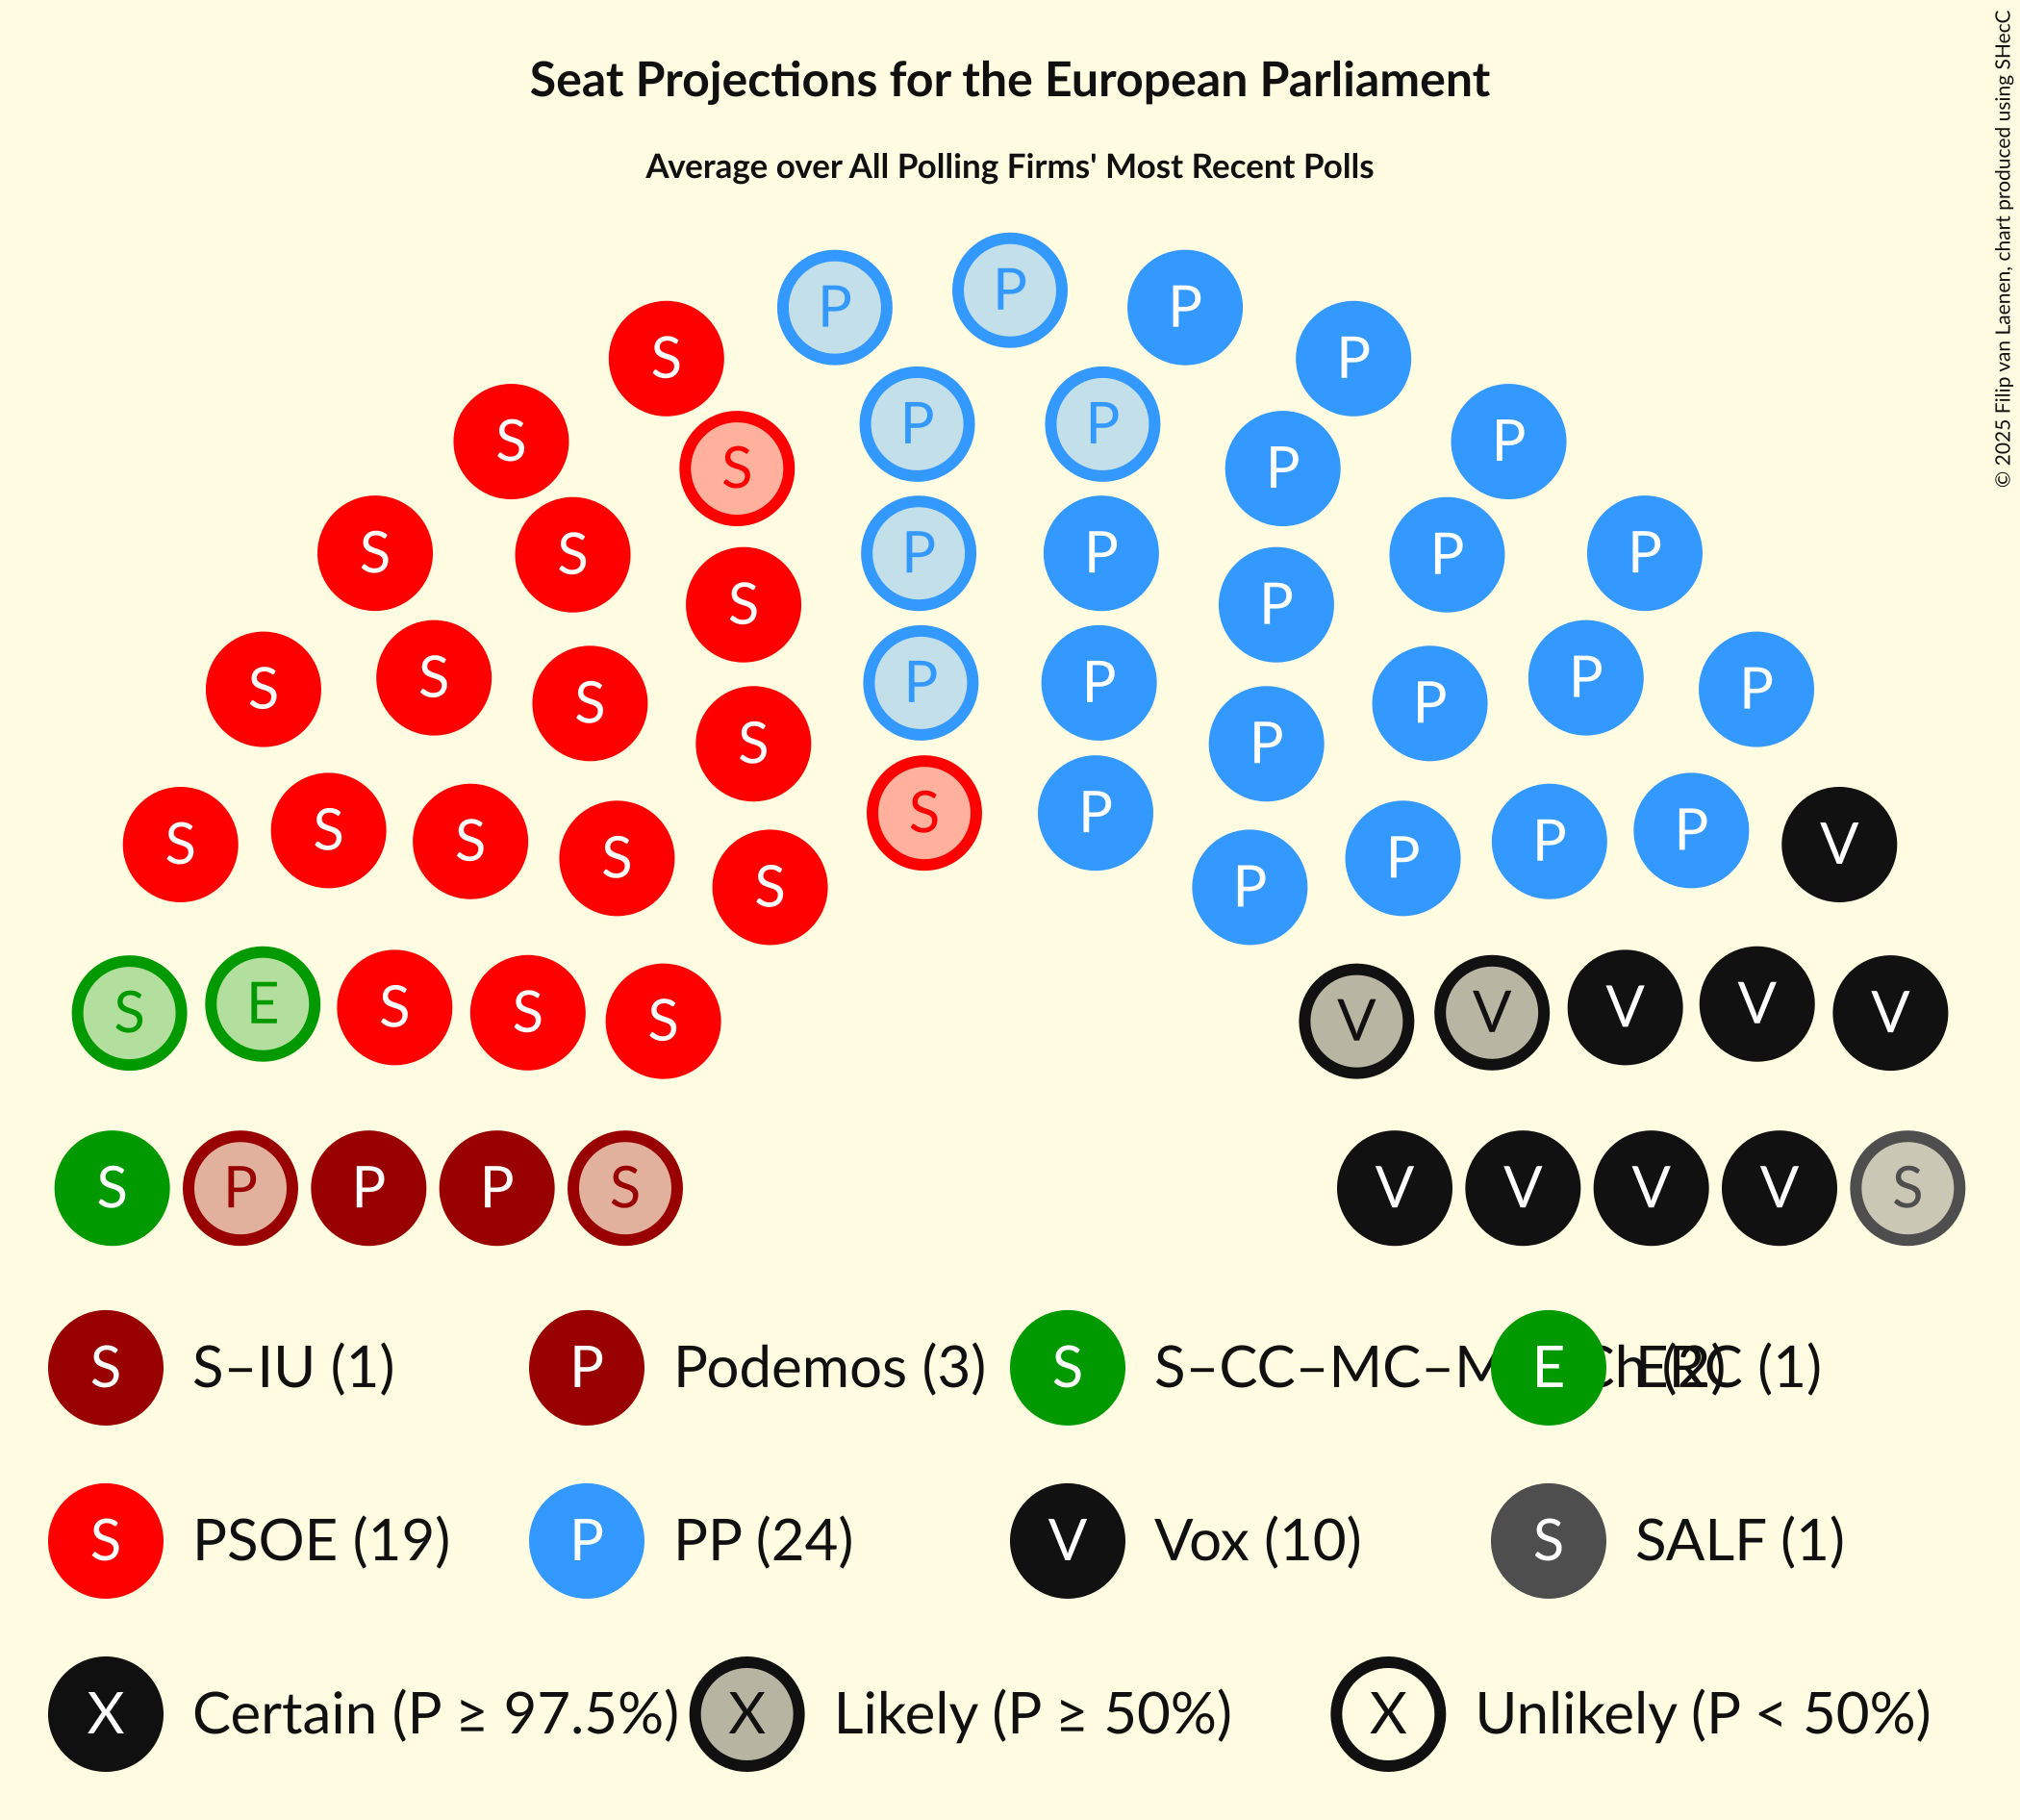 Seat Projections for the European Parliament
Average over All Polling Firms' Most Recent Polls
© 2025 Filip van Laenen, chart produced using SHecC
P P P
S P
S P P P
S S P
S P P
S S P P
S S P
S P P
S S P P
S S P
S S P P
S S S S P P P P V
S S P
S E S S S V V V V V
S P P P S V V V V S
S S–IU (1) P Podemos (3) S S–CC–MC–M E ERC (1)
S PSOE (19) P PP (24) V Vox (10) S SALF (1)
X Certain (P ≥ 97.5%) X Likely (P ≥ 50%) X Unlikely (P < 50%)